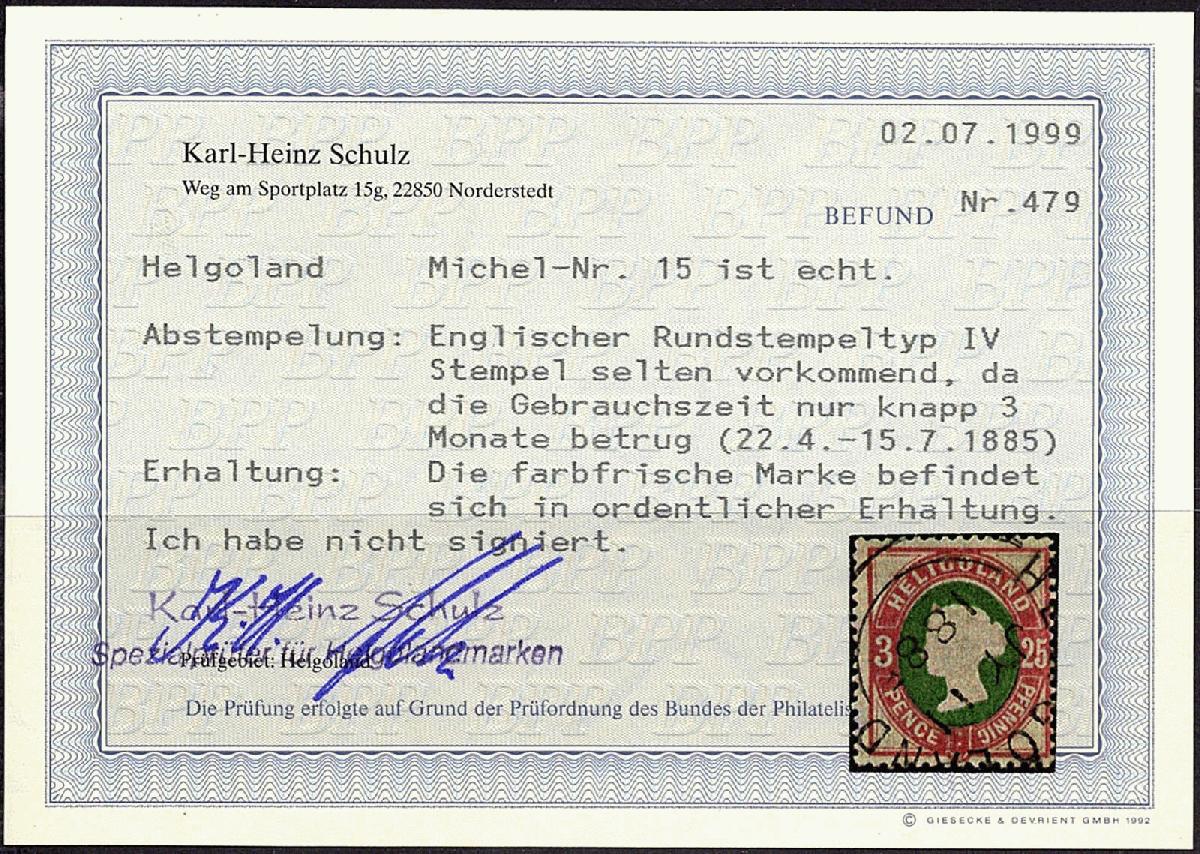 02.07.1999
Karl-Heinz Schulz
Weg am Sportplatz 15g, 22850 Norderstedt
BEFUND Nr.479
Helgoland Michel-Nr. 15 ist echt.
Abstempelung: Englischer Rundstempeltyp IV
Stempel selten vorkommend, da
die Gebrauchszeit nur knapp 3
Monate betrug (22.4.-15.7.1885)
Erhaltung: Die farbfrische Marke befindet
sich in ordentlicher Erhaltung.
Ich habe nicht signiert.
Karl-Heinz Schulz
Spezialprüfer für Helgolandmarken
Prüfgebiet: Helgoland
Die Prüfung erfolgte auf Grund der Prüfordnung des Bundes der Philatelis
HELIGOLAND
3 25
PENCE PFENNIG
© GIESECKE & DEVRIENT GMBH 1992